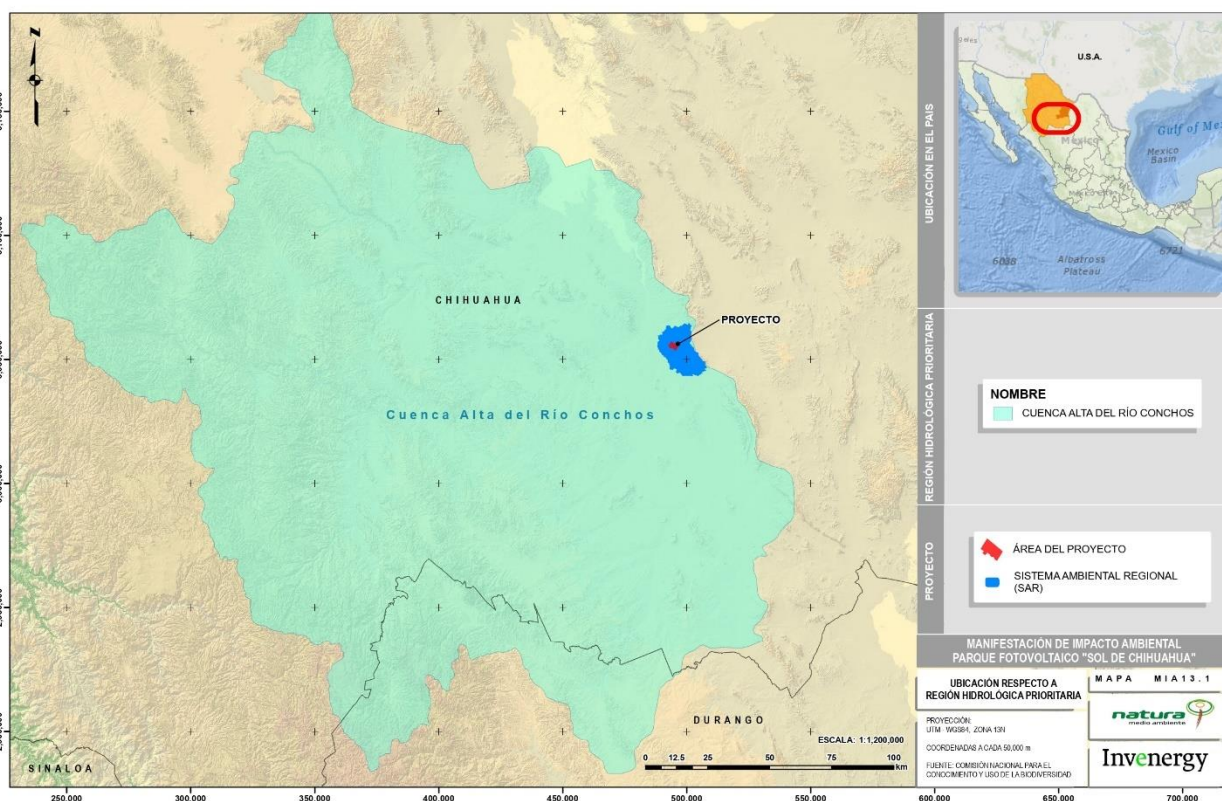 N
CHIHUAHUA
PROYECTO
Cuenca Alta del Río Conchos
DURANGO
SINALOA
ESCALA: 1:1,200,000
0 12.5 25 50 75 100
km
250.000 300.000 350.000 400.000 450.000 500.000 550.000 600.000 650.000 700.000
UBICACIÓN EN EL PAIS
U.S.A.
México
Gulf of Me
Mexico
Basin
6038
Albatross
Plateau
6721
REGIÓN HIDROLÓGICA PRIORITARIA
NOMBRE
CUENCA ALTA DEL RÍO CONCHOS
PROYECTO
ÁREA DEL PROYECTO
SISTEMA AMBIENTAL REGIONAL
(SAR)
MANIFESTACIÓN DE IMPACTO AMBIENTAL
PARQUE FOTOVOLTAICO "SOL DE CHIHUAHUA"
UBICACIÓN RESPECTO A
REGIÓN HIDROLÓGICA PRIORITARIA
MAPA MIA13.1
PROYECCIÓN:
UTM - WGS84, ZONA 13N
COORDENADAS A CADA 50,000 m
FUENTE: COMISIÓN NACIONAL PARA EL
CONOCIMIENTO Y USO DE LA BIODIVERSIDAD
natura
medio ambiente
Invenergy